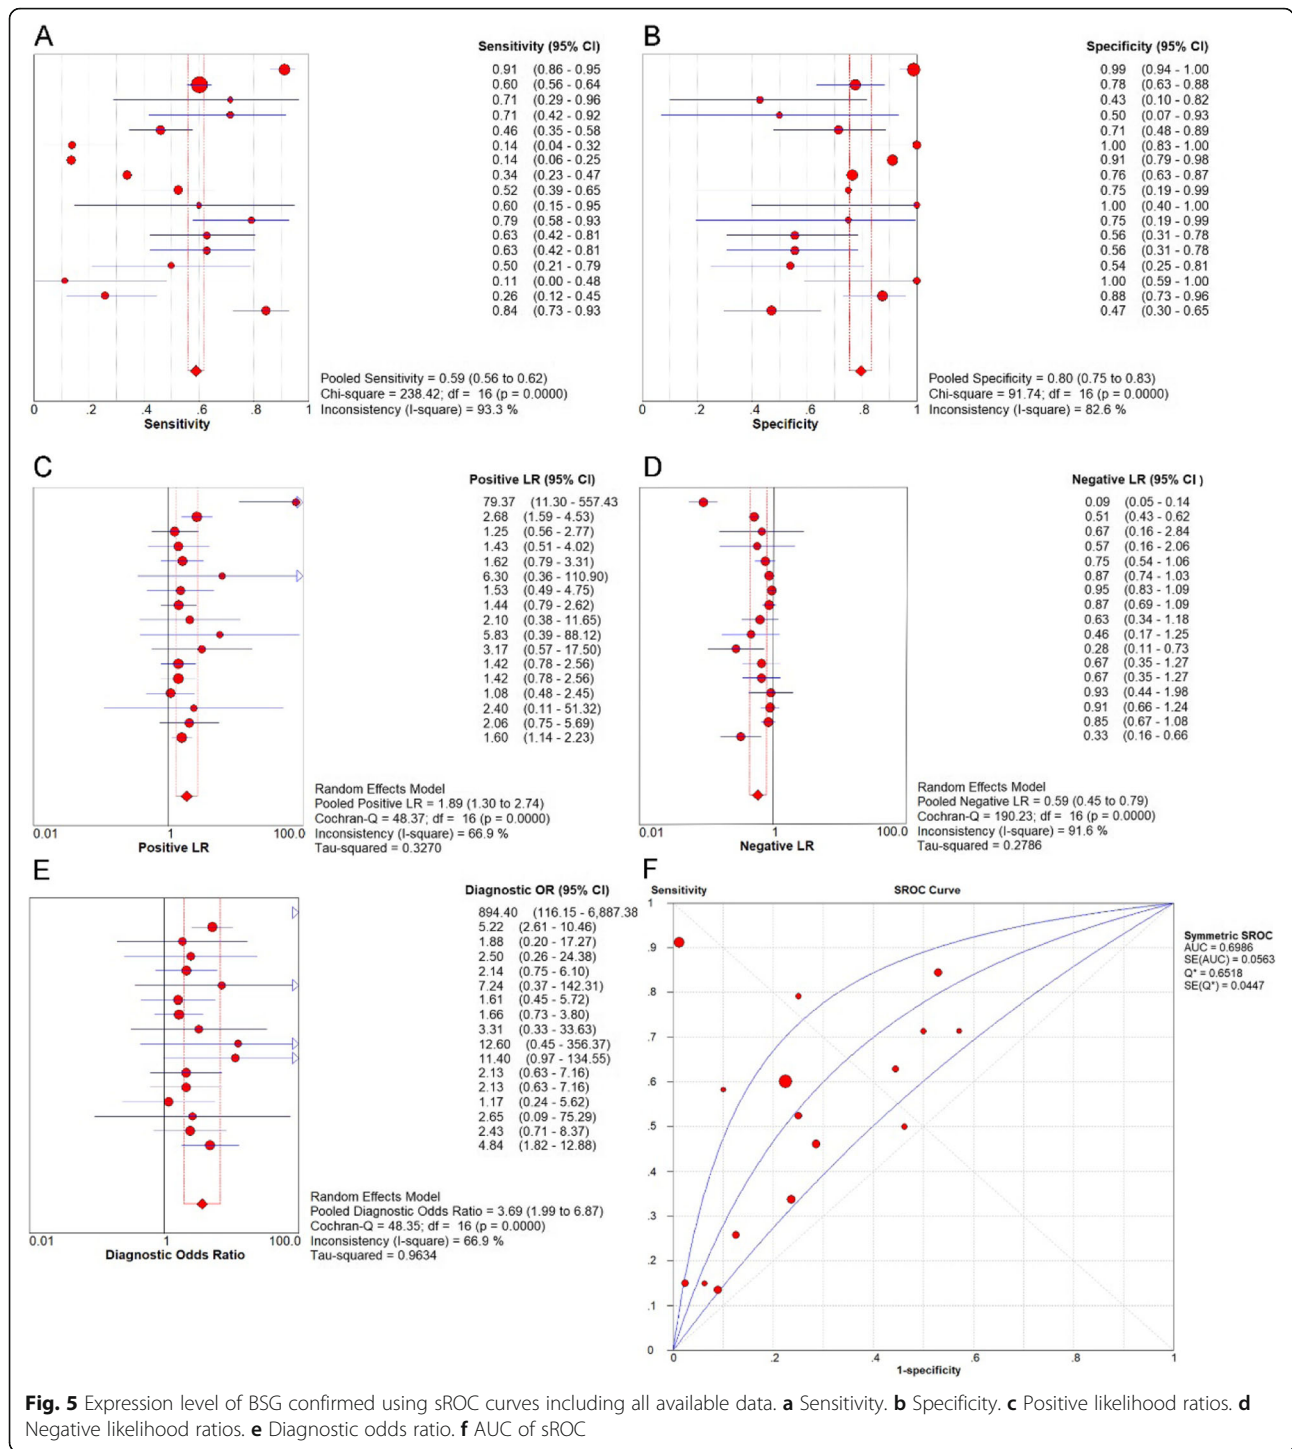 A
Sensitivity (95% CI)
0.91 (0.86 - 0.95
0.60 (0.56 - 0.64
0.71 (0.29 - 0.96
0.71 (0.42 - 0.92
0.46 (0.35 - 0.58
0.14 (0.04 - 0.32
0.14 (0.06 - 0.25
0.34 (0.23 - 0.47
0.52 (0.39 - 0.65
0.60 (0.15 - 0.95
0.79 (0.58 - 0.93
0.63 (0.42 - 0.81
0.63 (0.42 - 0.81
0.50 (0.21 - 0.79
0.11 (0.00 - 0.48
0.26 (0.12 - 0.45
0.84 (0.73 - 0.93
Pooled Sensitivity = 0.59 (0.56 to 0.62)
Chi-square = 238.42; df = 16 (p = 0.0000)
Inconsistency (I-square) = 93.3 %
0 .2 .4 .6 .8 1
Sensitivity
B
Specificity (95% CI)
0.99 (0.94 - 1.00
0.78 (0.63 - 0.88
0.43 (0.10 - 0.82
0.50 (0.07 - 0.93
0.71 (0.48 - 0.89
1.00 (0.83 - 1.00
0.91 (0.79 - 0.98
0.76 (0.63 - 0.87
0.75 (0.19 - 0.99
1.00 (0.40 - 1.00
0.75 (0.19 - 0.99
0.56 (0.31 - 0.78
0.56 (0.31 - 0.78
0.54 (0.25 - 0.81
1.00 (0.59 - 1.00
0.88 (0.73 - 0.96
0.47 (0.30 - 0.65
Pooled Specificity = 0.80 (0.75 to 0.83)
Chi-square = 91.74; df = 16 (p = 0.0000)
Inconsistency (I-square) = 82.6 %
0 .2 .4 .6 .8 1
Specificity
C
Positive LR (95% CI)
79.37 (11.30 - 557.43
2.68 (1.59 - 4.53)
1.25 (0.56 - 2.77)
1.43 (0.51 - 4.02)
1.62 (0.79 - 3.31)
6.30 (0.36 - 110.90)
1.53 (0.49 - 4.75)
1.44 (0.79 - 2.62)
2.10 (0.38 - 11.65)
5.83 (0.39 - 88.12)
3.17 (0.57 - 17.50)
1.42 (0.78 - 2.56)
1.42 (0.78 - 2.56)
1.08 (0.48 - 2.45)
2.40 (0.11 - 51.32)
2.06 (0.75 - 5.69)
1.60 (1.14 - 2.23)
Random Effects Model
Pooled Positive LR = 1.89 (1.30 to 2.74)
Cochran-Q = 48.37; df = 16 (p = 0.0000)
Inconsistency (I-square) = 66.9 %
Tau-squared = 0.3270
0.01 1 100.0
Positive LR
D
Negative LR (95% CI )
0.09 (0.05 - 0.14
0.51 (0.43 - 0.62
0.67 (0.16 - 2.84
0.57 (0.16 - 2.06
0.75 (0.54 - 1.06
0.87 (0.74 - 1.03
0.95 (0.83 - 1.09
0.87 (0.69 - 1.09
0.63 (0.34 - 1.18
0.46 (0.17 - 1.25
0.28 (0.11 - 0.73
0.67 (0.35 - 1.27
0.67 (0.35 - 1.27
0.93 (0.44 - 1.98
0.91 (0.66 - 1.24
0.85 (0.67 - 1.08
0.33 (0.16 - 0.66
Random Effects Model
Pooled Negative LR = 0.59 (0.45 to 0.79)
Cochran-Q = 190.23; df = 16 (p = 0.0000)
Inconsistency (I-square) = 91.6 %
Tau-squared = 0.2786
0.01 1 100.0
Negative LR
E
Diagnostic OR (95% CI)
894.40 (116.15 - 6,887.38
5.22 (2.61 - 10.46)
1.88 (0.20 - 17.27)
2.50 (0.26 - 24.38)
2.14 (0.75 - 6.10)
7.24 (0.37 - 142.31)
1.61 (0.45 - 5.72)
1.66 (0.73 - 3.80)
3.31 (0.33 - 33.63)
12.60 (0.45 - 356.37)
11.40 (0.97 - 134.55)
2.13 (0.63 - 7.16)
2.13 (0.63 - 7.16)
1.17 (0.24 - 5.62)
2.65 (0.09 - 75.29)
2.43 (0.71 - 8.37)
4.84 (1.82 - 12.88)
Random Effects Model
Pooled Diagnostic Odds Ratio = 3.69 (1.99 to 6.87)
Cochran-Q = 48.35; df = 16 (p = 0.0000)
Inconsistency (I-square) = 66.9 %
Tau-squared = 0.9634
0.01 1 100.0
Diagnostic Odds Ratio
F
Sensitivity SROC Curve
1
.9
.8
.7
.6
.5
.4
.3
.2
.1
0
Symmetric SROC
AUC = 0.6986
SE(AUC) = 0.0563
Q* = 0.6518
SE(Q*) = 0.0447
0 .2 .4 .6 .8 1
1-specificity
Fig. 5 Expression level of BSG confirmed using sROC curves including all available data. a Sensitivity. b Specificity. c Positive likelihood ratios. d
Negative likelihood ratios. e Diagnostic odds ratio. f AUC of sROC